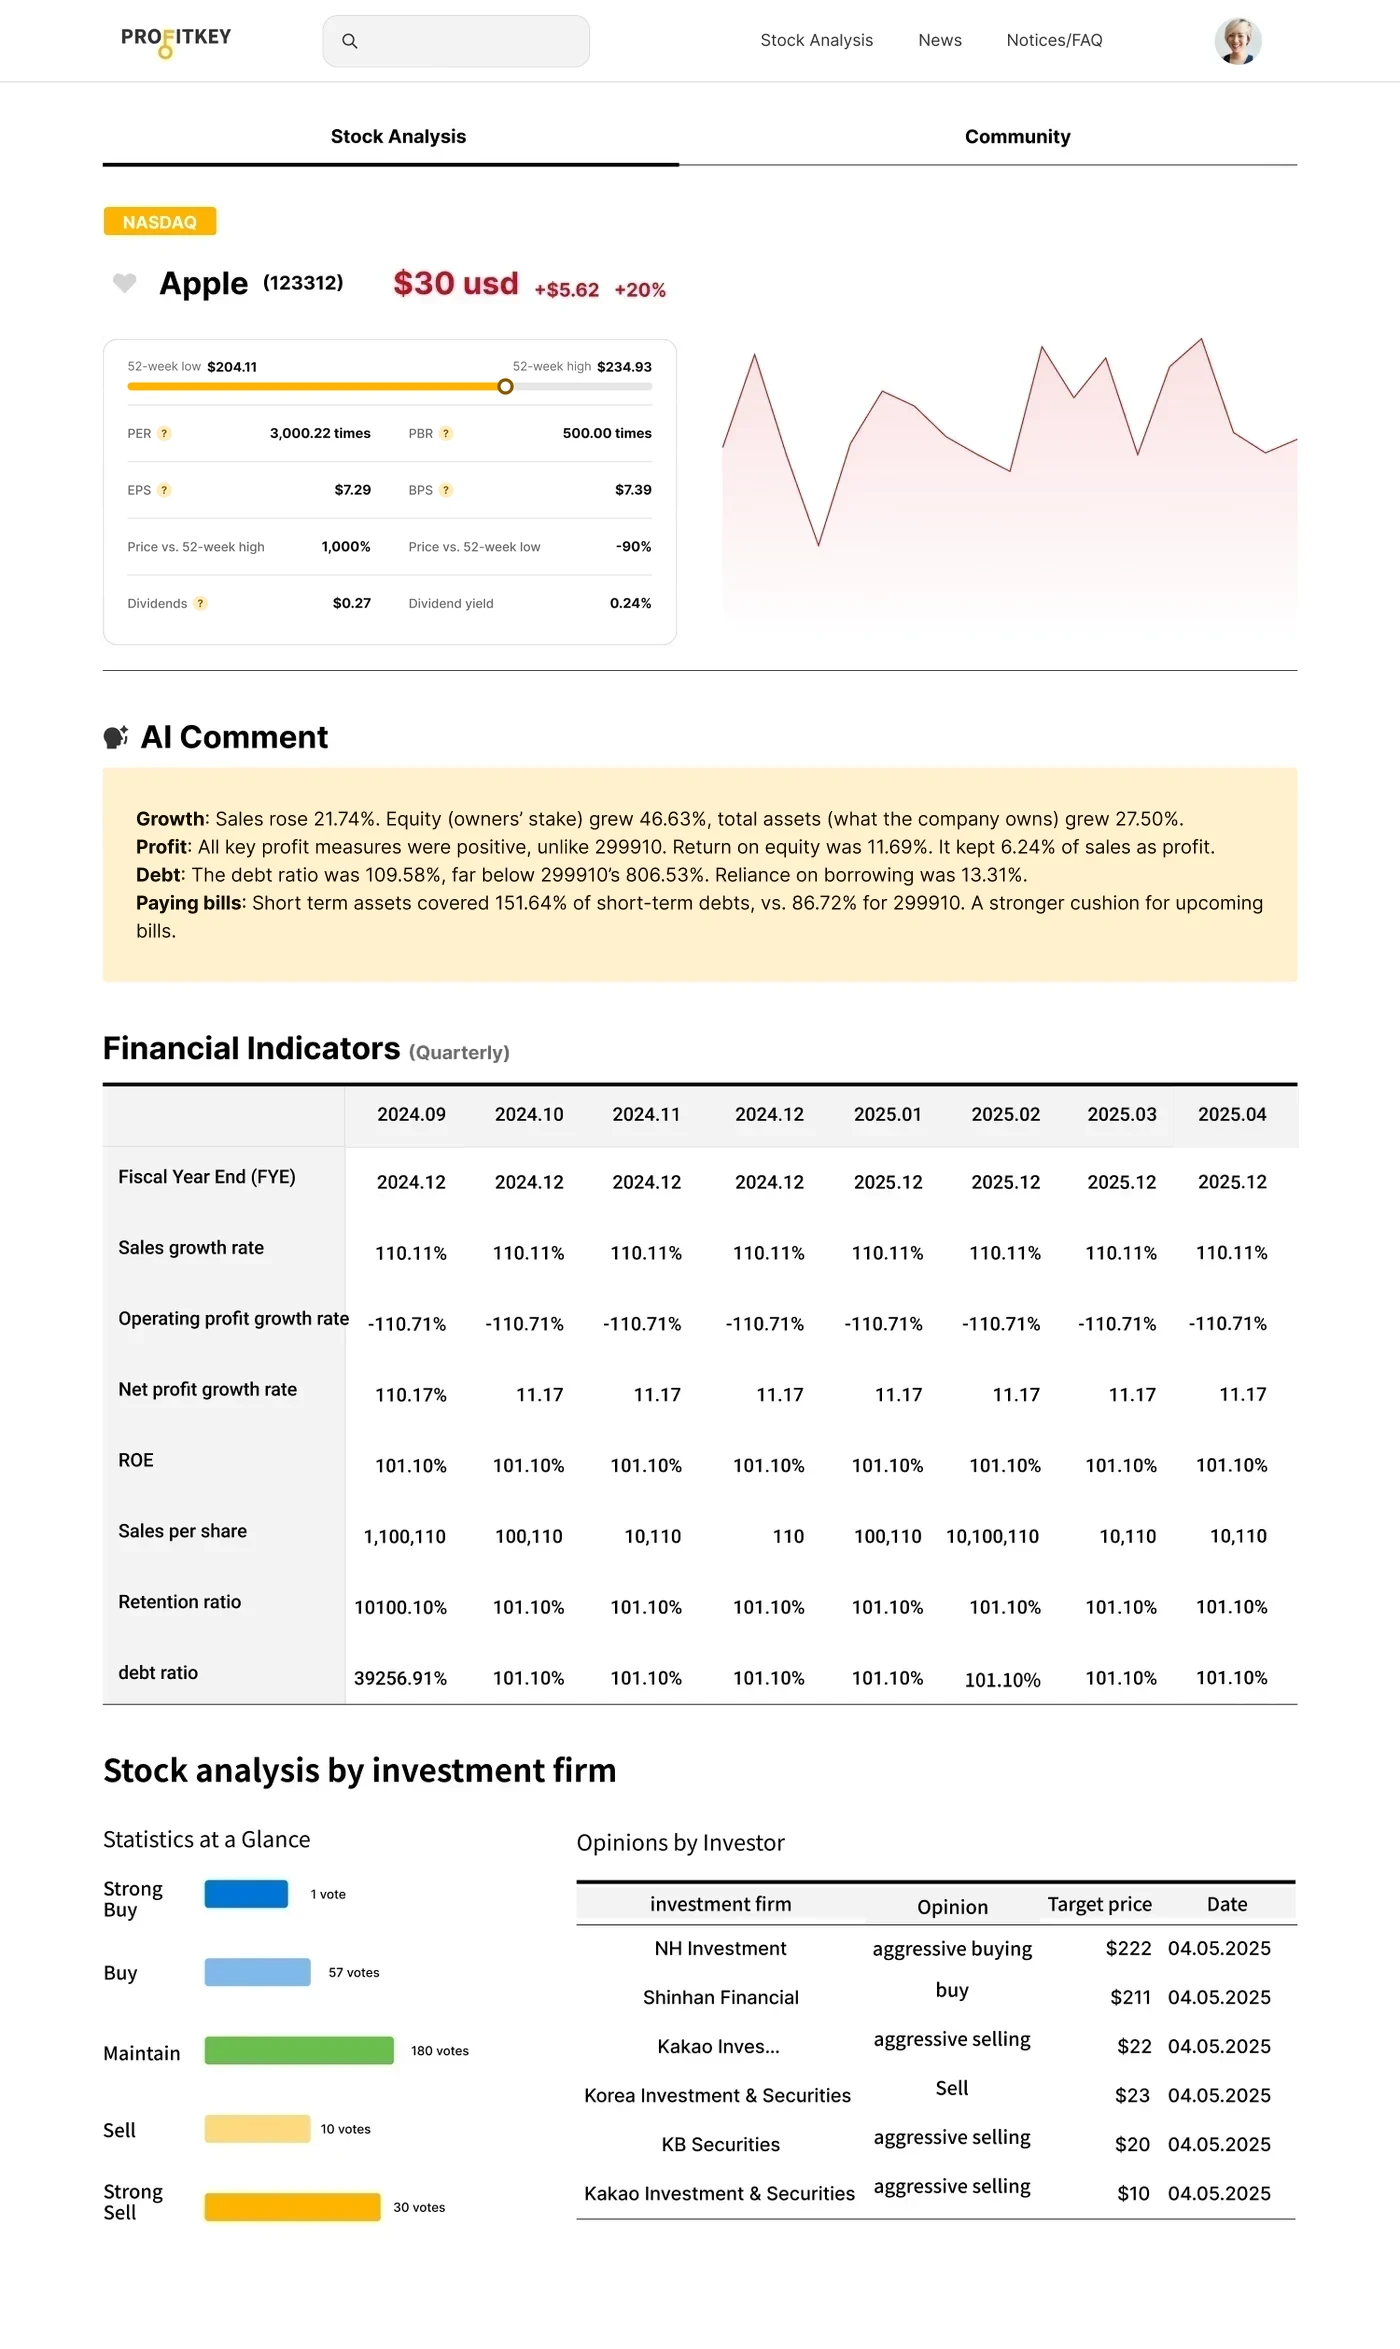 PROFITKEY
Stock Analysis News Notices/FAQ
Stock Analysis Community
NASDAQ
Apple (123312) $30 usd +$5.62 +20%
52-week low $204.11 52-week high $234.93
PER ? 3,000.22 times PBR ? 500.00 times
EPS ? $7.29 BPS ? $7.39
Price vs. 52-week high 1,000% Price vs. 52-week low -90%
Dividends ? $0.27 Dividend yield 0.24%
AI Comment
Growth: Sales rose 21.74%. Equity (owners’ stake) grew 46.63%, total assets (what the company owns) grew 27.50%.
Profit: All key profit measures were positive, unlike 299910. Return on equity was 11.69%. It kept 6.24% of sales as profit.
Debt: The debt ratio was 109.58%, far below 299910’s 806.53%. Reliance on borrowing was 13.31%.
Paying bills: Short term assets covered 151.64% of short-term debts, vs. 86.72% for 299910. A stronger cushion for upcoming
bills.
Financial Indicators (Quarterly)
2024.09 2024.10 2024.11 2024.12 2025.01 2025.02 2025.03 2025.04
Fiscal Year End (FYE) 2024.12 2024.12 2024.12 2024.12 2025.12 2025.12 2025.12 2025.12
Sales growth rate 110.11% 110.11% 110.11% 110.11% 110.11% 110.11% 110.11% 110.11%
Operating profit growth rate -110.71% -110.71% -110.71% -110.71% -110.71% -110.71% -110.71% -110.71%
Net profit growth rate 110.17% 11.17 11.17 11.17 11.17 11.17 11.17 11.17
ROE 101.10% 101.10% 101.10% 101.10% 101.10% 101.10% 101.10% 101.10%
Sales per share 1,100,110 100,110 10,110 110 100,110 10,100,110 10,110 10,110
Retention ratio 10100.10% 101.10% 101.10% 101.10% 101.10% 101.10% 101.10% 101.10%
debt ratio 39256.91% 101.10% 101.10% 101.10% 101.10% 101.10% 101.10% 101.10%
Stock analysis by investment firm
Statistics at a Glance
Strong
Buy
1 vote
Buy 57 votes
Maintain 180 votes
Sell 10 votes
Strong
Sell
30 votes
Opinions by Investor
investment firm Opinion Target price Date
NH Investment aggressive buying $222 04.05.2025
Shinhan Financial buy $211 04.05.2025
Kakao Inves... aggressive selling $22 04.05.2025
Korea Investment & Securities Sell $23 04.05.2025
KB Securities aggressive selling $20 04.05.2025
Kakao Investment & Securities aggressive selling $10 04.05.2025